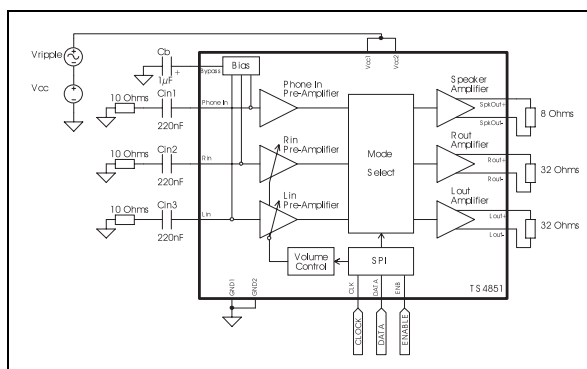 Vripple
Vcc
Cb
1µF
+
Bypass
Bias
Vcc1
Vcc2
10 Ohms
Cin1
220nF
Phone In
Phone In
Pre-Amplifier
Speaker
Amplifier
SpkOut+
SpkOut-
8 Ohms
10 Ohms
Cin2
220nF
Rin
Rin
Pre-Amplifier
Mode
Select
Rout
Amplifier
Rout+
Rout-
32 Ohms
10 Ohms
Cin3
220nF
Lin
Lin
Pre-Amplifier
Lout
Amplifier
Lout+
Lout-
32 Ohms
Volume
Control
SPI
GND1
GND2
CLK
DATA
ENB
TS4851
CLOCK
DATA
ENABLE